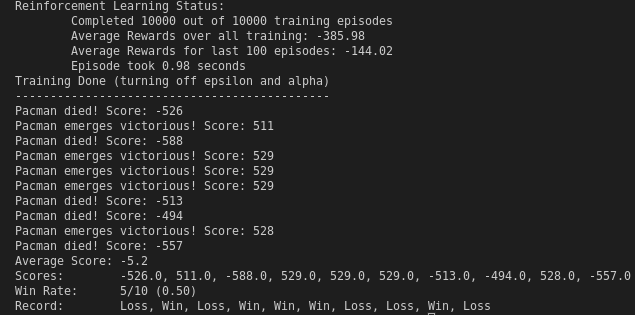 Reinforcement Learning Status:
Completed 10000 out of 10000 training episodes
Average Rewards over all training: -385.98
Average Rewards for last 100 episodes: -144.02
Episode took 0.98 seconds
Training Done (turning off epsilon and alpha)
---------------------------------------------
Pacman died! Score: -526
Pacman emerges victorious! Score: 511
Pacman died! Score: -588
Pacman emerges victorious! Score: 529
Pacman emerges victorious! Score: 529
Pacman emerges victorious! Score: 529
Pacman died! Score: -513
Pacman died! Score: -494
Pacman emerges victorious! Score: 528
Pacman died! Score: -557
Average Score: -5.2
Scores:        -526.0, 511.0, -588.0, 529.0, 529.0, 529.0, -513.0, -494.0, 528.0, -557.0
Win Rate:      5/10 (0.50)
Record:        Loss, Win, Loss, Win, Win, Win, Loss, Loss, Win, Loss